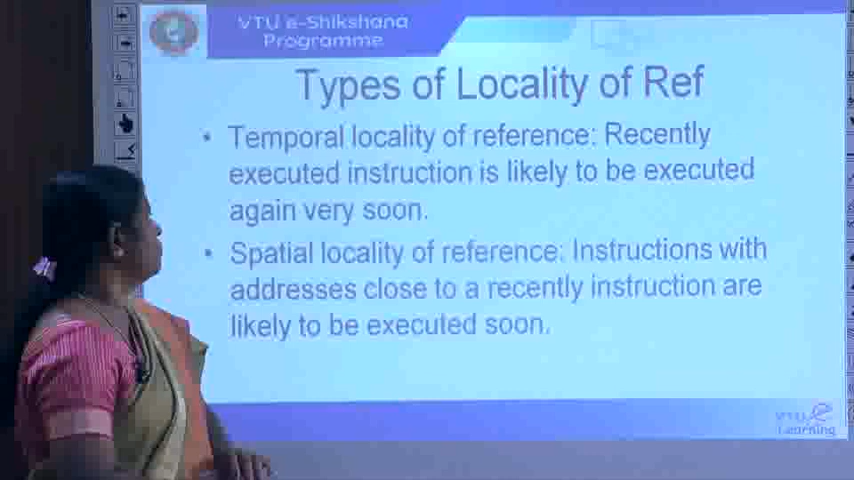 VTU e-Shikshana
Programme
Types of Locality of Ref
• Temporal locality of reference: Recently
executed instruction is likely to be executed
again very soon.
• Spatial locality of reference: Instructions with
addresses close to a recently instruction are
likely to be executed soon.
VTU e
Learning